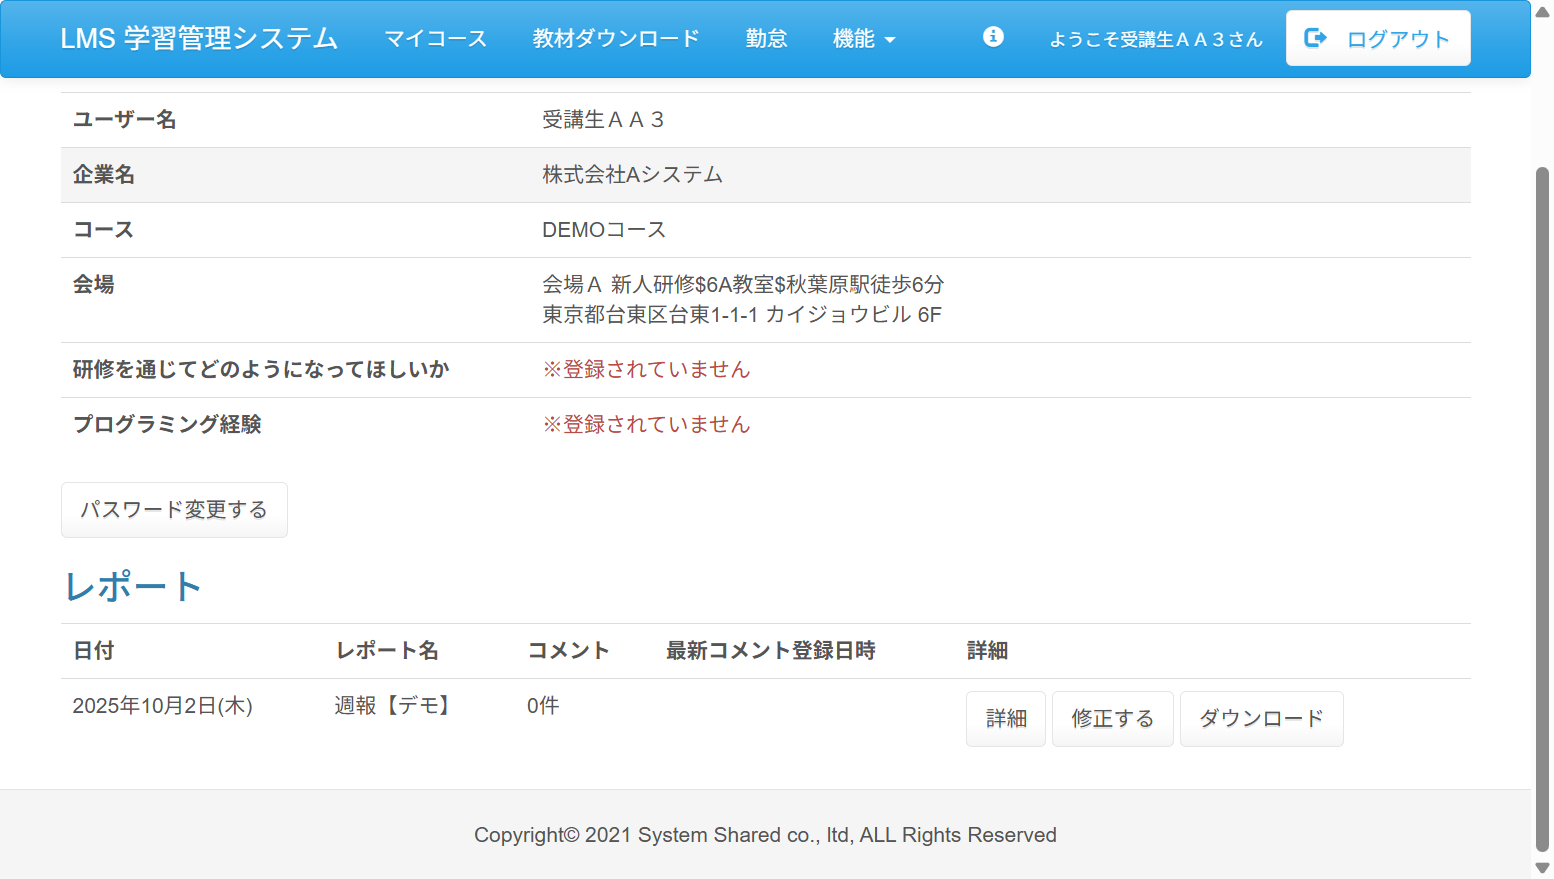 LMS 学習管理システム マイコース 教材ダウンロード 勤怠 機能 ようこそ受講生ＡＡ３さん ログアウト
ユーザー名 受講生ＡＡ３
企業名 株式会社Aシステム
コース DEMOコース
会場 会場Ａ 新人研修$6A教室$秋葉原駅徒歩6分
東京都台東区台東1-1-1 カイジョウビル 6F
研修を通じてどのようになってほしいか ※登録されていません
プログラミング経験 ※登録されていません
パスワード変更する
レポート
日付 レポート名 コメント 最新コメント登録日時 詳細
2025年10月2日(木) 週報【デモ】 0件 詳細 修正する ダウンロード
Copyright© 2021 System Shared co., ltd, ALL Rights Reserved